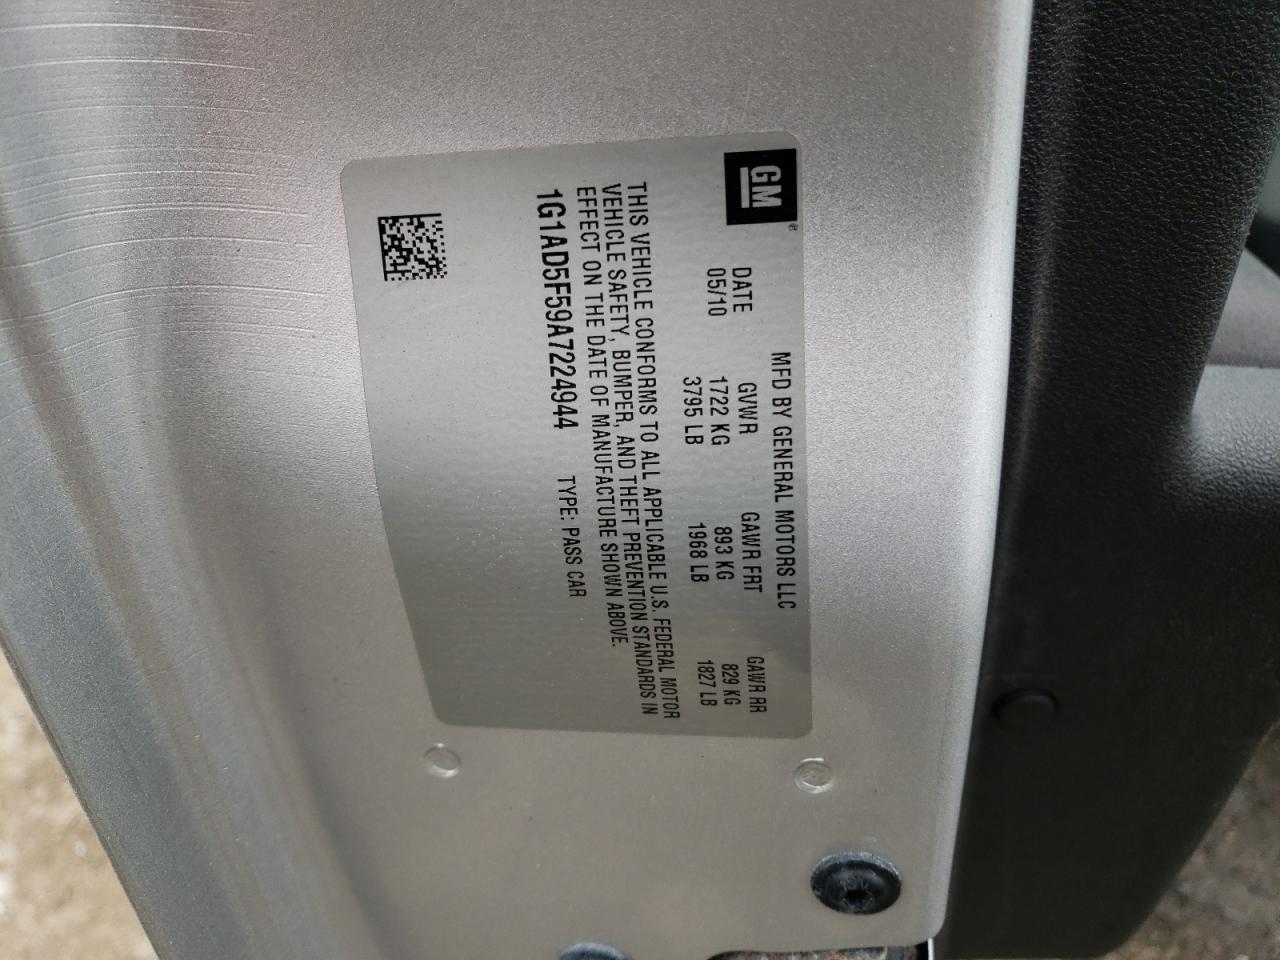 GM®
MFD BY GENERAL MOTORS LLC
DATE GVWR GAWR FRT GAWR RR
05/10 1722 KG 893 KG 829 KG
3795 LB 1968 LB 1827 LB
THIS VEHICLE CONFORMS TO ALL APPLICABLE U.S. FEDERAL MOTOR
VEHICLE SAFETY, BUMPER, AND THEFT PREVENTION STANDARDS IN
EFFECT ON THE DATE OF MANUFACTURE SHOWN ABOVE.
1G1AD5F59A7224944 TYPE: PASS CAR